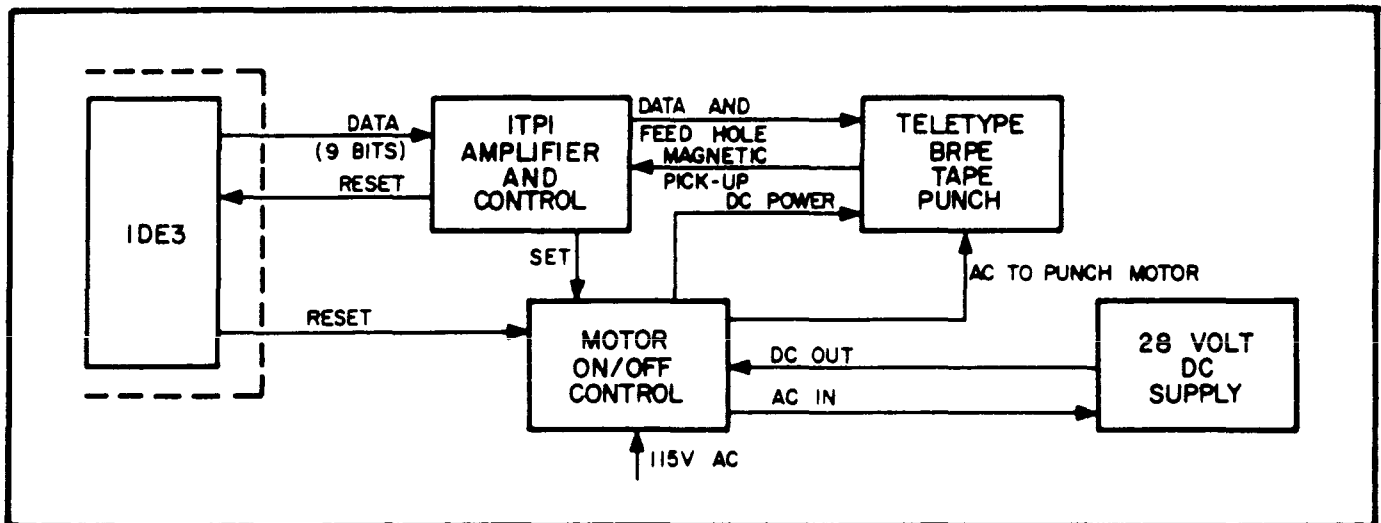 IDE3
DATA
(9 BITS)
RESET
ITPI
AMPLIFIER
AND
CONTROL
DATA AND
FEED HOLE
MAGNETIC
PICK-UP
DC POWER
TELETYPE
BRPE
TAPE
PUNCH
SET
AC TO PUNCH MOTOR
RESET
MOTOR
ON/OFF
CONTROL
DC OUT
AC IN
28 VOLT
DC
SUPPLY
115V AC